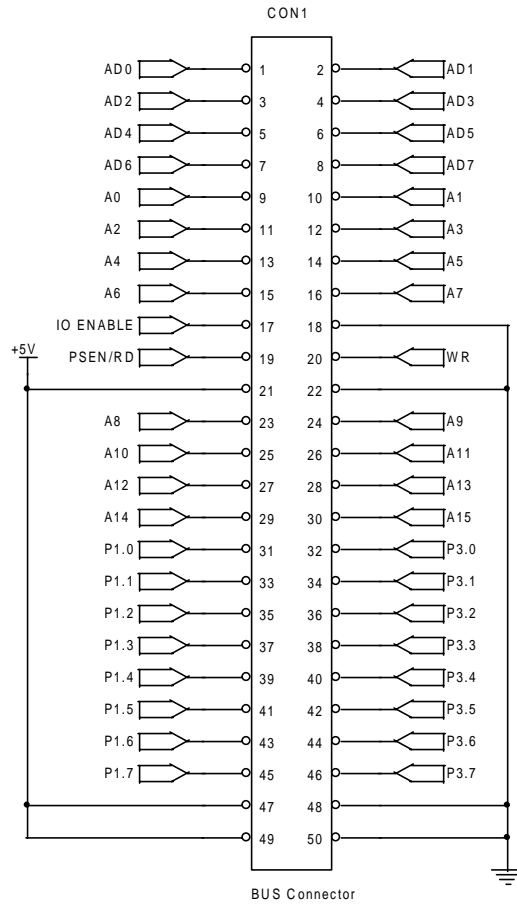 CON1
AD0 1 2 AD1
AD2 3 4 AD3
AD4 5 6 AD5
AD6 7 8 AD7
A0 9 10 A1
A2 11 12 A3
A4 13 14 A5
A6 15 16 A7
IO ENABLE 17 18
+5V
PSEN/RD 19 20 WR
21 22
A8 23 24 A9
A10 25 26 A11
A12 27 28 A13
A14 29 30 A15
P1.0 31 32 P3.0
P1.1 33 34 P3.1
P1.2 35 36 P3.2
P1.3 37 38 P3.3
P1.4 39 40 P3.4
P1.5 41 42 P3.5
P1.6 43 44 P3.6
P1.7 45 46 P3.7
47 48
49 50
BUS Connector